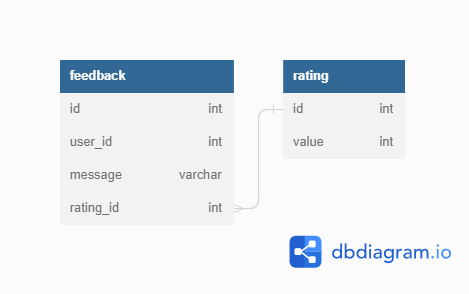 feedback
id int
user_id int
message varchar
rating_id int
rating
id int
value int
dbdiagram.io